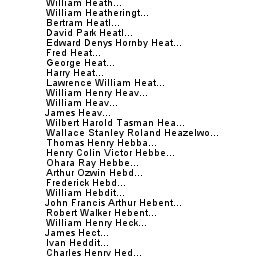 William Heath...
William Heatheringt...
Bertram Heatl...
David Park Heatl...
Edward Denys Hornby Heat...
Fred Heat...
George Heat...
Harry Heat...
Lawrence William Heat...
William Henry Heav...
William Heav...
James Heav...
Wilbert Harold Tasman Hea...
Wallace Stanley Roland Heazelwo...
Thomas Henry Hebba...
Henry Colin Victor Hebbe...
Ohara Ray Hebbe...
Arthur Ozwin Hebd...
Frederick Hebd...
William Hebdit...
John Francis Arthur Hebent...
Robert Walker Hebent...
William Henry Heck...
James Hect...
Ivan Heddit...
Charles Henry Hed...